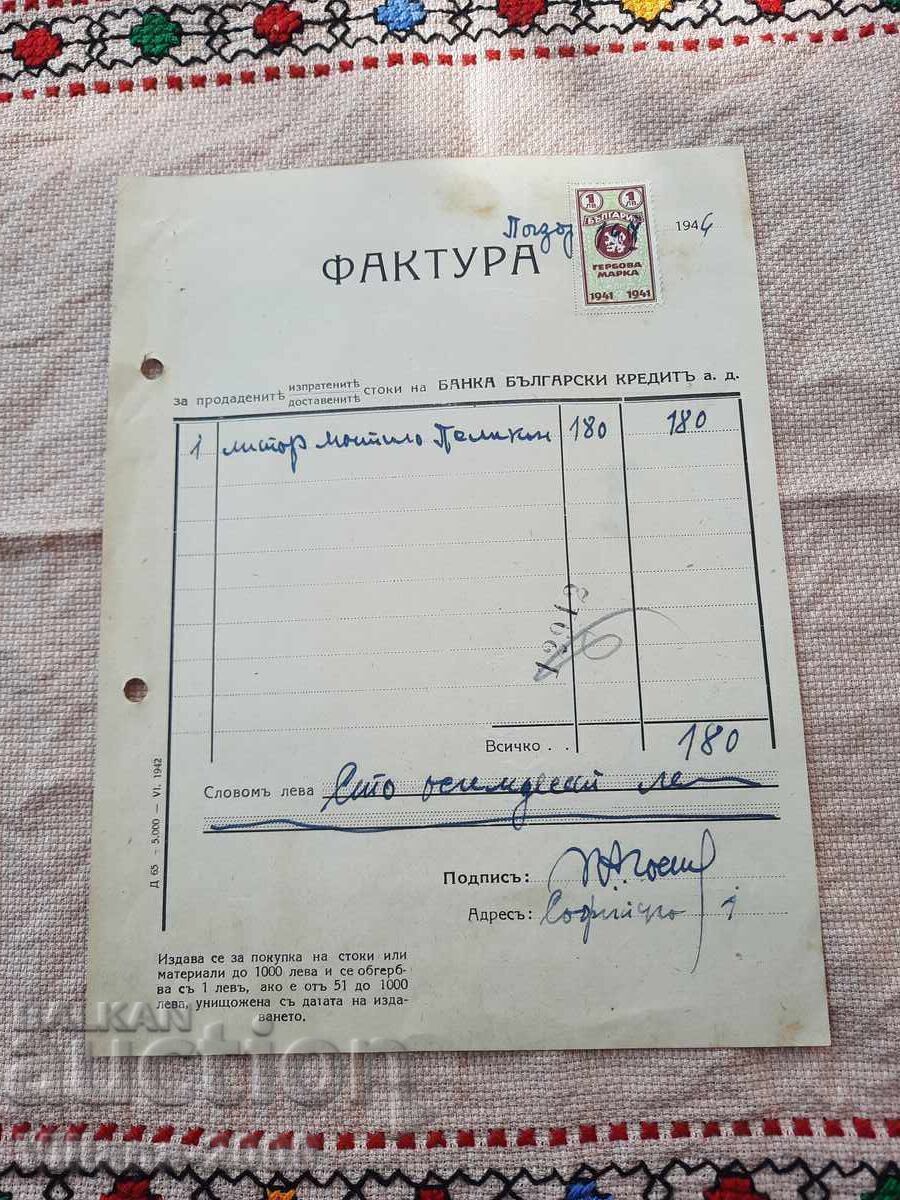 1 ЛВ. 1 ЛВ.
БЪЛГАРИЯ
ГЕРБОВА
МАРКА
1941 1941
1944
ФАКТУРА
за продаденитѣ изпратенитѣ доставенитѣ стоки на БАНКА БЪЛГАРСКИ КРЕДИТЪ а. д.
1 Пеликан 180 180
Всичко . . 180
Словомъ лева Сто осемдесет лв
Подписъ:
Адресъ:
Д 65 – 5.000 – VI. 1942
Издава се за покупка на стоки или
материали до 1000 лева и се обгерб-
ва съ 1 левъ, ако е отъ 51 до 1000
лева, унищожена съ датата на изда-
ването.
BALKAN
auction